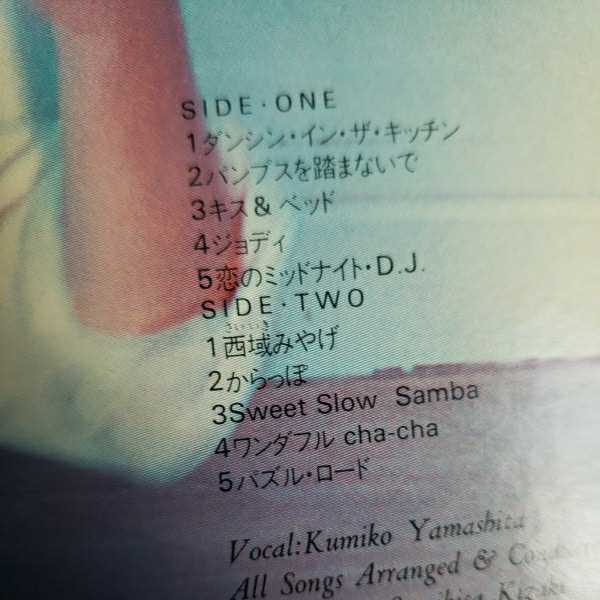 SIDE・ONE
1ダンシン・イン・ザ・キッチン
2パンプスを踏まないで
3キス& ベッド
4ジョディ
5恋のミッドナイト・D.J.
SIDE・TWO
さいいき
1西域みやげ
2からっぽ
3Sweet Slow Samba
4ワンダフル cha-cha
5パズル・ロード
Vocal:Kumiko Yamashita
All Songs Arranged &
Kisaki